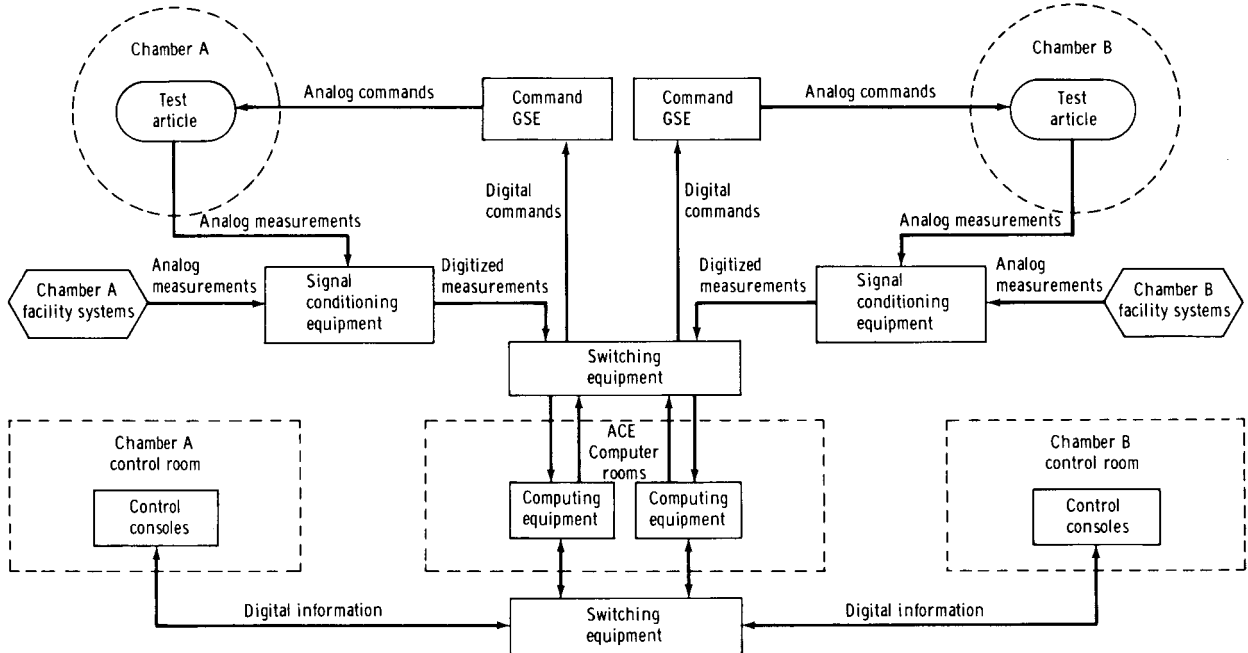 Chamber A
Test
article
Analog commands
Command
GSE
Command
GSE
Analog commands
Chamber B
Test
article
Digital
commands
Digital
commands
Analog measurements
Analog measurements
Chamber A
facility systems
Analog
measurements
Signal
conditioning
equipment
Digitized
measurements
Digitized
measurements
Signal
conditioning
equipment
Analog
measurements
Chamber B
facility systems
Switching
equipment
Chamber A
control room
Control
consoles
ACE
Computer
rooms
Computing
equipment
Computing
equipment
Chamber B
control room
Control
consoles
Digital information
Switching
equipment
Digital information